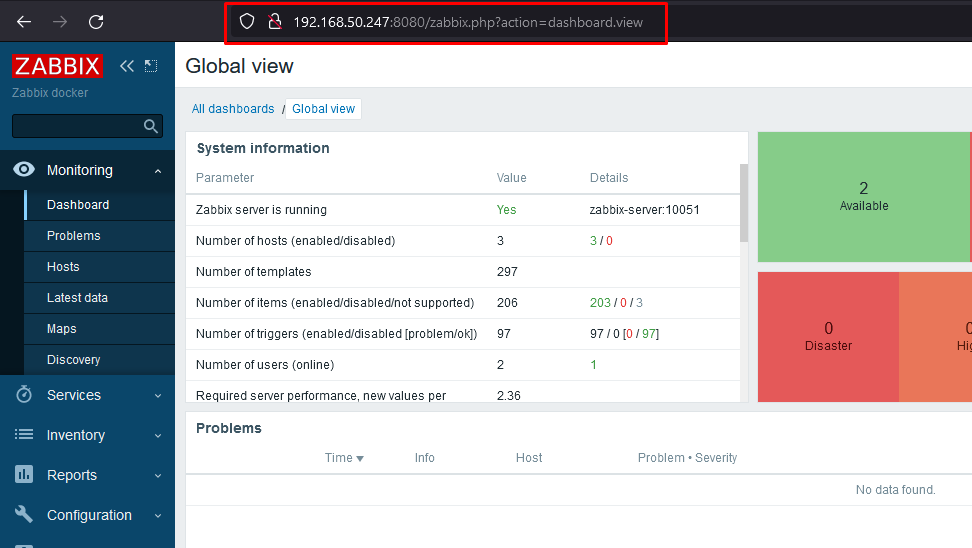 192.168.50.247:8080/zabbix.php?action=dashboard.view
ZABBIX
Zabbix docker
Monitoring
Dashboard
Problems
Hosts
Latest data
Maps
Discovery
Services
Inventory
Reports
Configuration
Global view
All dashboards / Global view
System information
Parameter Value Details
Zabbix server is running Yes zabbix-server:10051
Number of hosts (enabled/disabled) 3 3 / 0
Number of templates 297
Number of items (enabled/disabled/not supported) 206 203 / 0 / 3
Number of triggers (enabled/disabled [problem/ok]) 97 97 / 0 [0 / 97]
Number of users (online) 2 1
Required server performance, new values per 2.36
2
Available
0
Disaster
0
Hig
Problems
Time Info Host Problem • Severity
No data found.